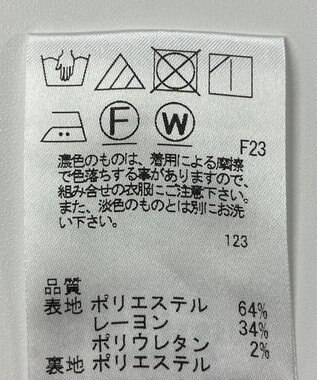 F W
F23
濃色のものは、着用による摩擦
で色落ちする事がありますので、
組み合せの衣服にご注意下さい。
また、淡色のものとは別にお洗
い下さい。
123
品質
表地 ポリエステル 64%
レーヨン 34%
ポリウレタン 2%
裏地 ポリエステル